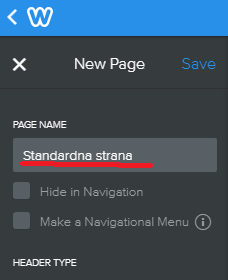 New Page Save
PAGE NAME
Standardna strana
Hide in Navigation
Make a Navigational Menu
HEADER TYPE